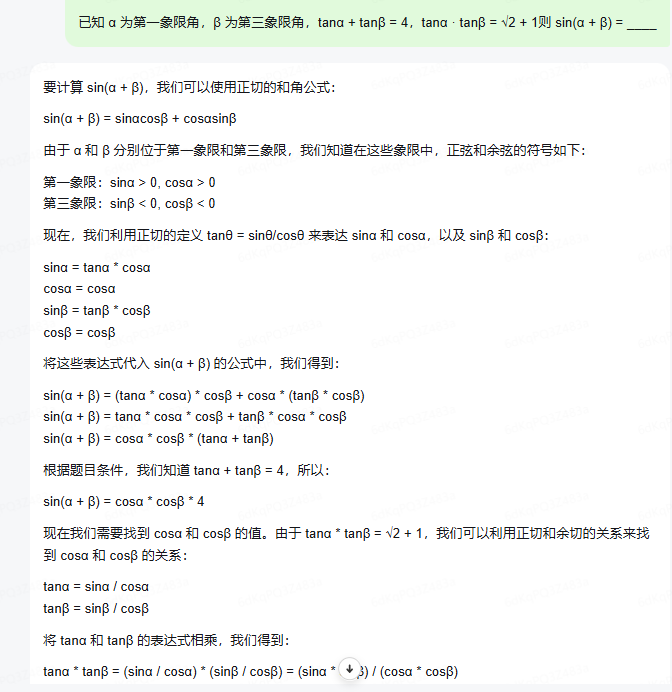 已知 α 为第一象限角，β 为第三象限角，tanα + tanβ = 4，tanα · tanβ = √2 + 1则 sin(α + β) = ____
要计算 sin(α + β)，我们可以使用正切的和角公式：
sin(α + β) = sinαcosβ + cosαsinβ
由于 α 和 β 分别位于第一象限和第三象限，我们知道在这些象限中，正弦和余弦的符号如下：
第一象限：sinα > 0, cosα > 0
第三象限：sinβ < 0, cosβ < 0
现在，我们利用正切的定义 tanθ = sinθ/cosθ 来表达 sinα 和 cosα，以及 sinβ 和 cosβ：
sinα = tanα * cosα
cosα = cosα
sinβ = tanβ * cosβ
cosβ = cosβ
将这些表达式代入 sin(α + β) 的公式中，我们得到：
sin(α + β) = (tanα * cosα) * cosβ + cosα * (tanβ * cosβ)
sin(α + β) = tanα * cosα * cosβ + tanβ * cosα * cosβ
sin(α + β) = cosα * cosβ * (tanα + tanβ)
根据题目条件，我们知道 tanα + tanβ = 4，所以：
sin(α + β) = cosα * cosβ * 4
现在我们需要找到 cosα 和 cosβ 的值。由于 tanα * tanβ = √2 + 1，我们可以利用正切和余切的关系来找
到 cosα 和 cosβ 的关系：
tanα = sinα / cosα
tanβ = sinβ / cosβ
将 tanα 和 tanβ 的表达式相乘，我们得到：
tanα * tanβ = (sinα / cosα) * (sinβ / cosβ) = (sinα * β) / (cosα * cosβ)